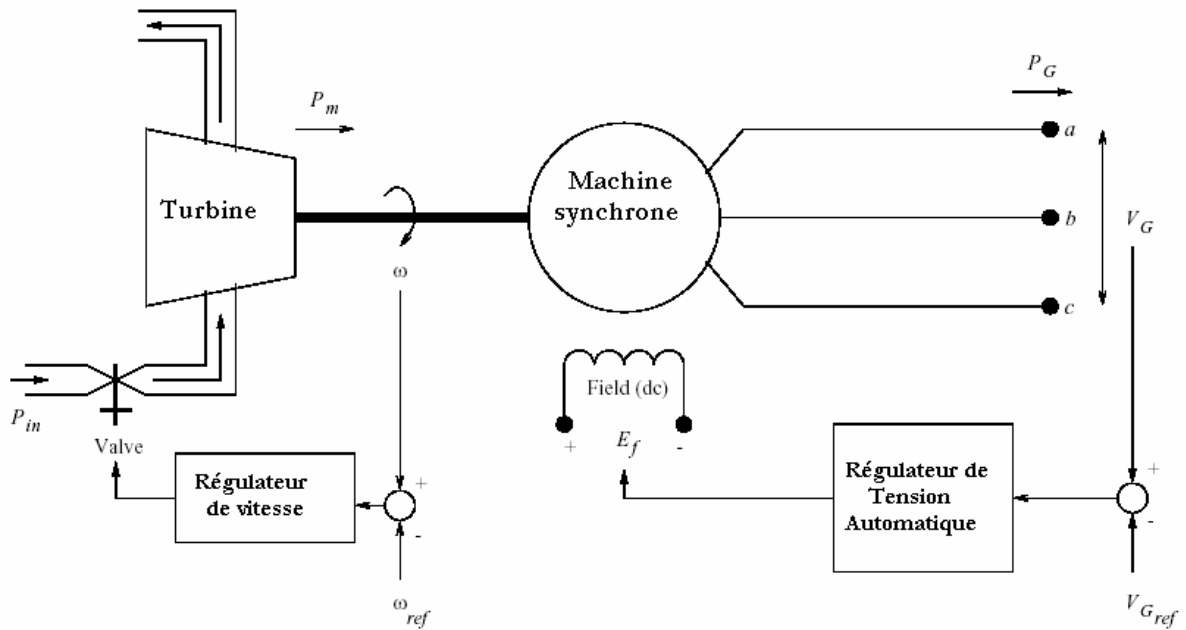 P_G
P_m
a
Machine
synchrone
Turbine
b
V_G
ω
c
Field (dc)
P_in
+
E_f
-
Valve
Régulateur
de vitesse
+
-
Régulateur de
Tension
Automatique
+
-
ω_ref
V_G_ref